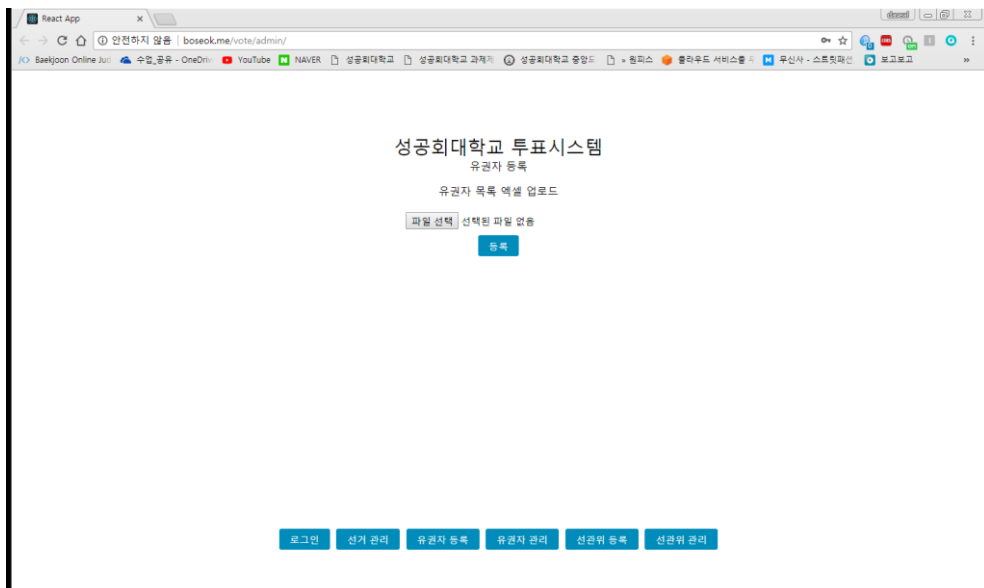 React App
안전하지 않음 | boseok.me/vote/admin/
Baekjoon Online Jud 수업_공유 - OneDriv YouTube NAVER 성공회대학교 성공회대학교 과제제 성공회대학교 중앙도 » 원피스 클라우드 서비스를 무신사 - 스트릿패션 보고보고 »
성공회대학교 투표시스템
유권자 등록
유권자 목록 엑셀 업로드
파일 선택 선택된 파일 없음
등록
로그인 선거 관리 유권자 등록 유권자 관리 선관위 등록 선관위 관리